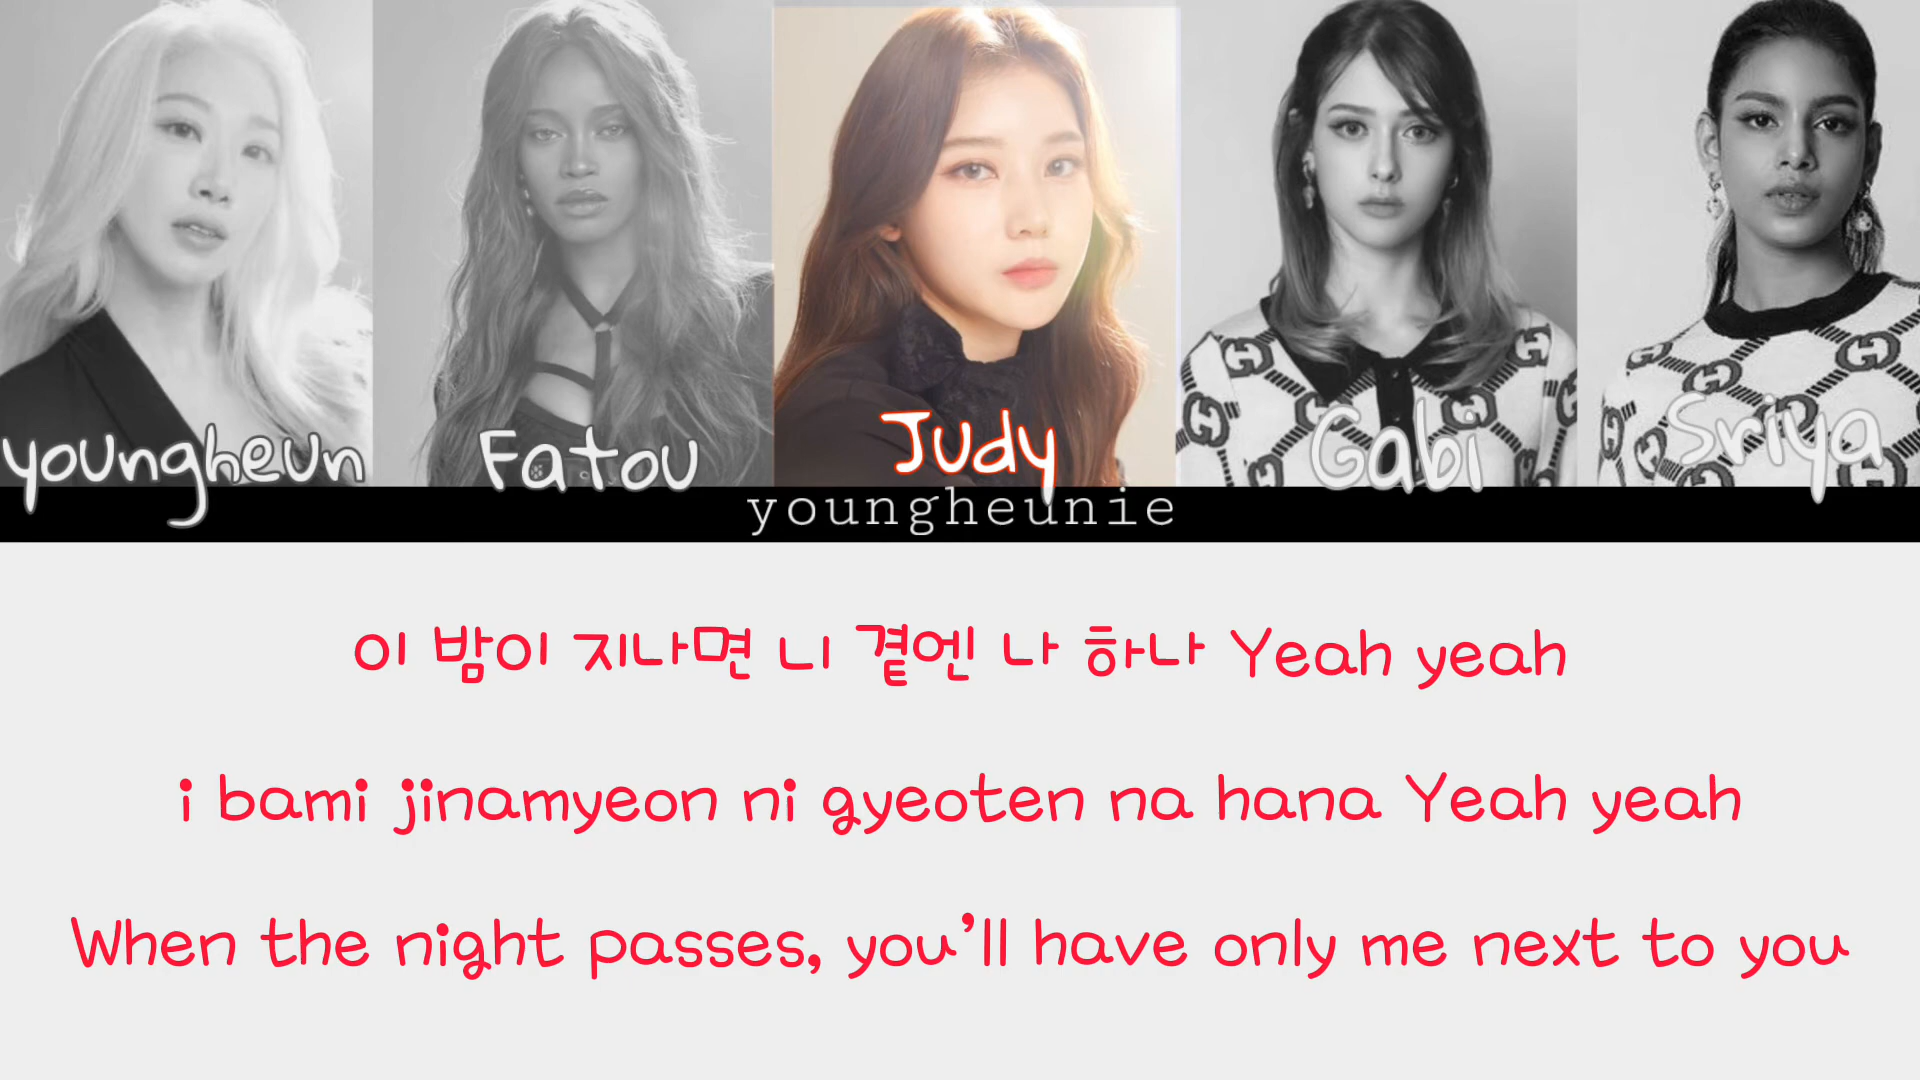 youngheun Fatou Judy Gabi Sriya
youngheunie
이 밤이 지나면 니 곁엔 나 하나 Yeah yeah
i bami jinamyeon ni gyeoten na hana Yeah yeah
When the night passes, you’ll have only me next to you